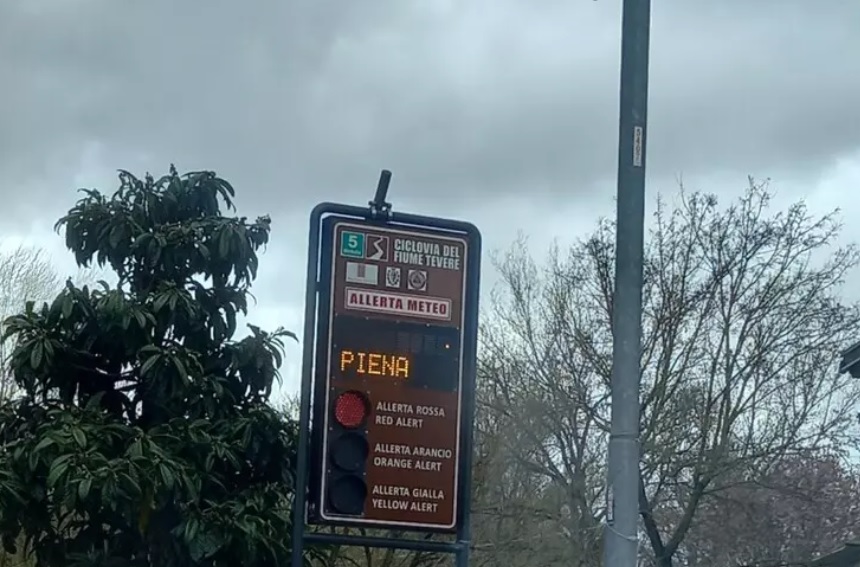 5
CICLOVIA DEL
FIUME TEVERE
ALLERTA METEO
PIENA
ALLERTA ROSSA
RED ALERT
ALLERTA ARANCIO
ORANGE ALERT
ALLERTA GIALLA
YELLOW ALERT